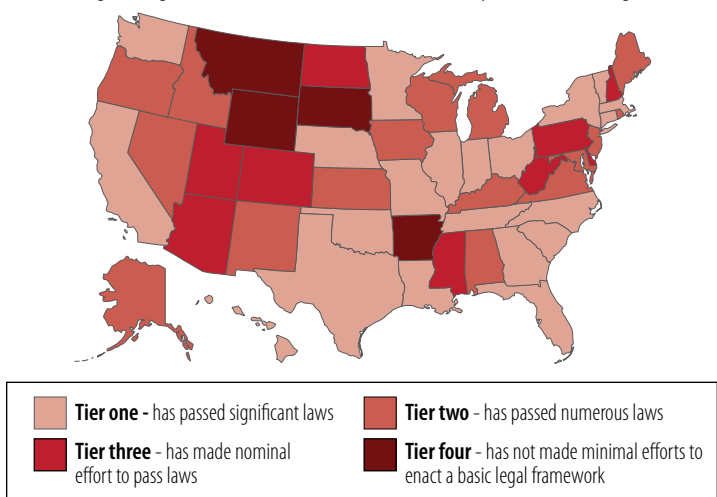 Tier one - has passed significant laws
Tier two - has passed numerous laws
Tier three - has made nominal
effort to pass laws
Tier four - has not made minimal efforts to
enact a basic legal framework